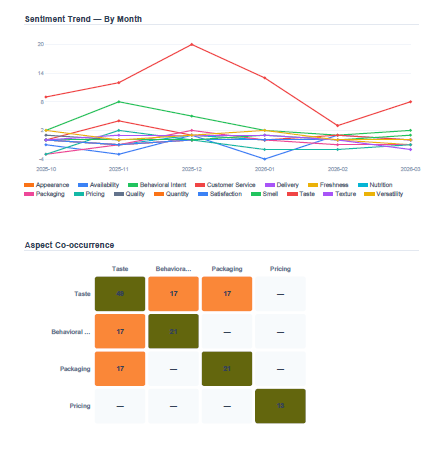 Sentiment Trend — By Month
20
14
8
2
-4
2025-10 2025-11 2025-12 2026-01 2026-02 2026-03
Appearance Availability Behavioral Intent Customer Service Delivery Freshness Nutrition
Packaging Pricing Quality Quantity Satisfaction Smell Taste Texture Versatility
Aspect Co-occurrence
Taste Behaviora... Packaging Pricing
Taste 17 17 —
Behavioral ... 17 21 — —
Packaging 17 — 21 —
Pricing — — —